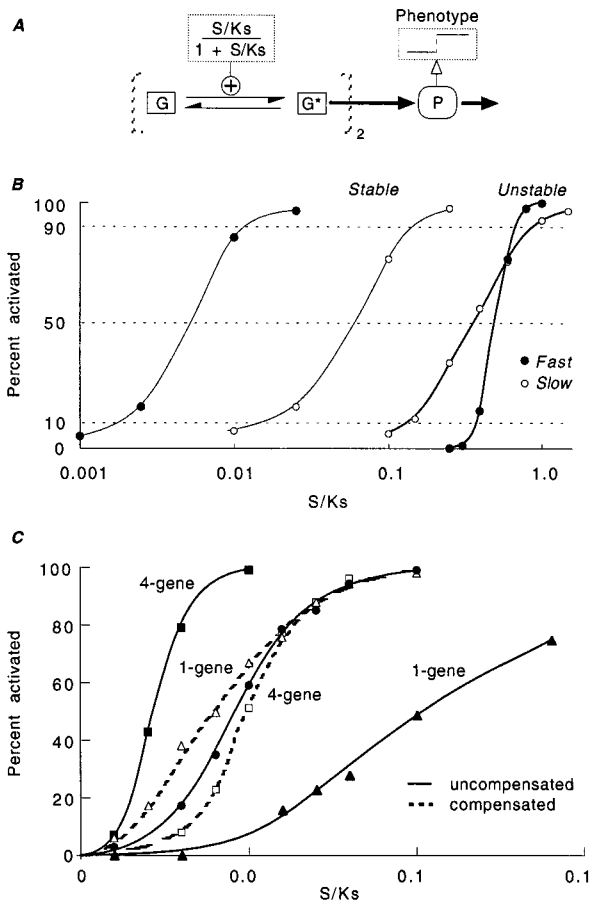 A
S/Ks
1 + S/Ks
Phenotype
G
G*
2
P
B
Stable
Unstable
Percent activated
100
90
50
10
0
Fast
Slow
0.001
0.01
0.1
1.0
S/Ks
C
Percent activated
100
80
60
40
20
0
4-gene
1-gene
4-gene
1-gene
uncompensated
compensated
0
0.0
0.1
0.1
S/Ks